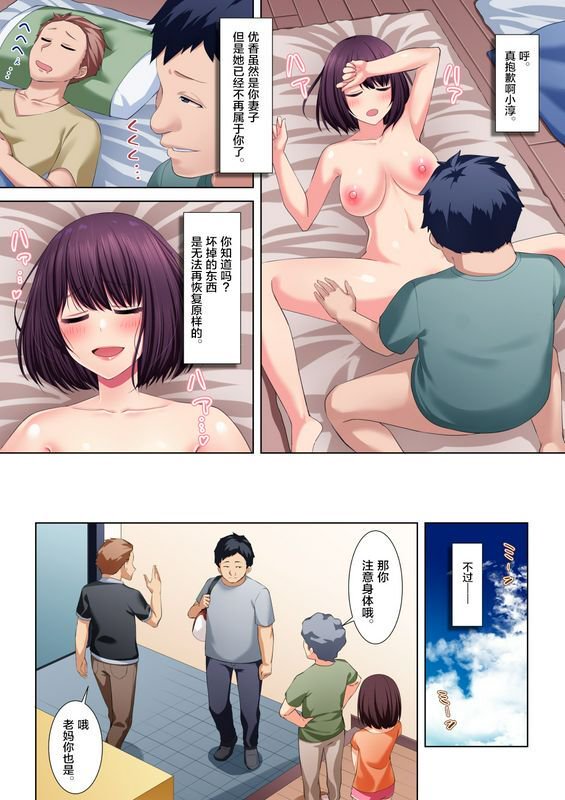 呼。
真抱歉啊小淳。
优香虽然是你妻子
但是她已经不再属于你了。
你知道吗？
坏掉的东西
是无法再恢复原样的。
ハァ…♡
ハァ…♡
ハァ…♡
ハァ…♡
不过——
ミーン
ミーン
那你
注意身体哦。
哦
老妈你也是。